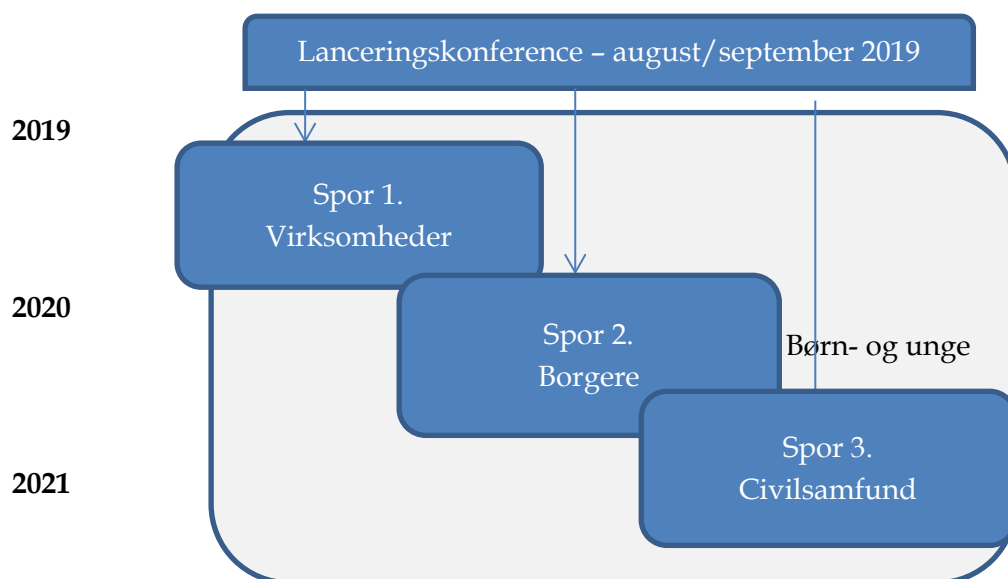 Lanceringskonference – august/september 2019
2019
Spor 1.
Virksomheder
2020
Spor 2.
Borgere
Børn- og unge
Spor 3.
Civilsamfund
2021